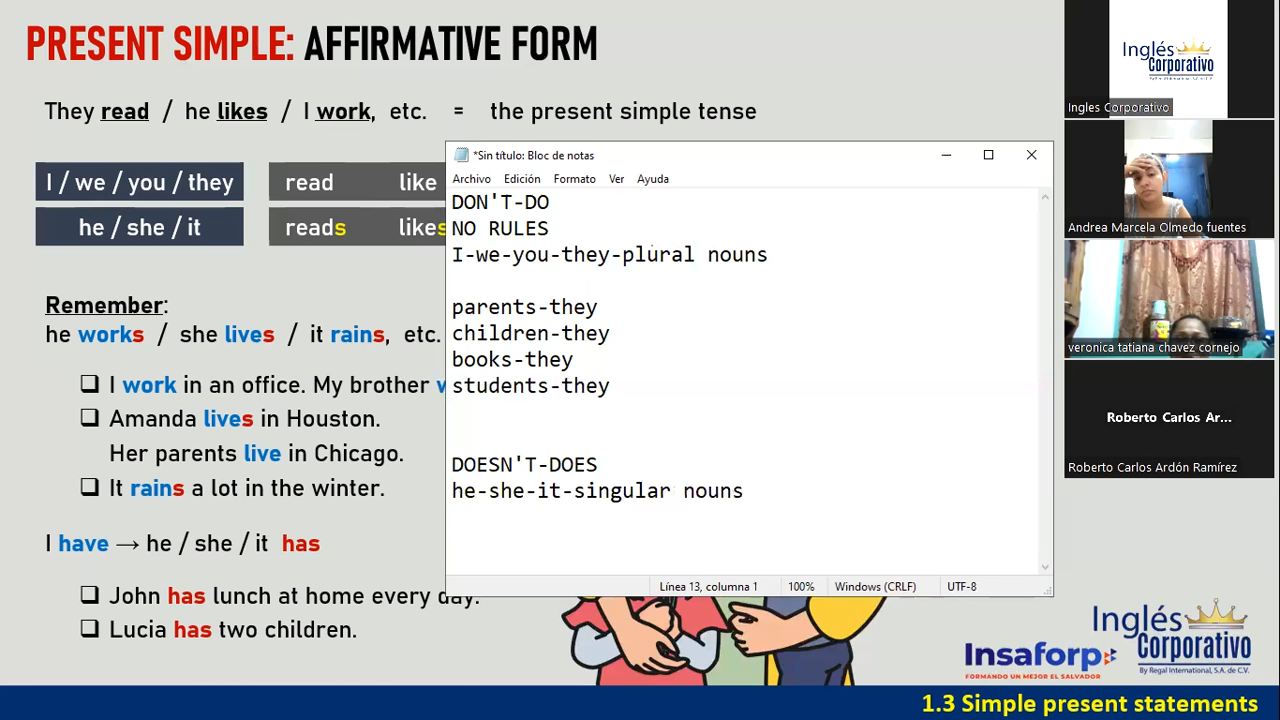 PRESENT SIMPLE: AFFIRMATIVE FORM
They read / he likes / I work, etc. = the present simple tense
I / we / you / they
read like
he / she / it
reads likes
Remember:
he works / she lives / it rains, etc.
I work in an office. My brother
Amanda lives in Houston.
Her parents live in Chicago.
It rains a lot in the winter.
I have → he / she / it has
John has lunch at home every day.
Lucia has two children.
*Sin título: Bloc de notas
Archivo Edición Formato Ver Ayuda
DON'T-DO
NO RULES
I-we-you-they-plural nouns
parents-they
children-they
books-they
students-they
DOESN'T-DOES
he-she-it-singular nouns
Línea 13, columna 1 100% Windows (CRLF) UTF-8
Inglés
Corporativo
Ingles Corporativo
Andrea Marcela Olmedo fuentes
veronica tatiana chavez cornejo
Roberto Carlos Ar...
Roberto Carlos Ardón Ramírez
Insaforp
FORMANDO UN MEJOR EL SALVADOR
Inglés
Corporativo
By Regal International, S.A. de C.V.
1.3 Simple present statements